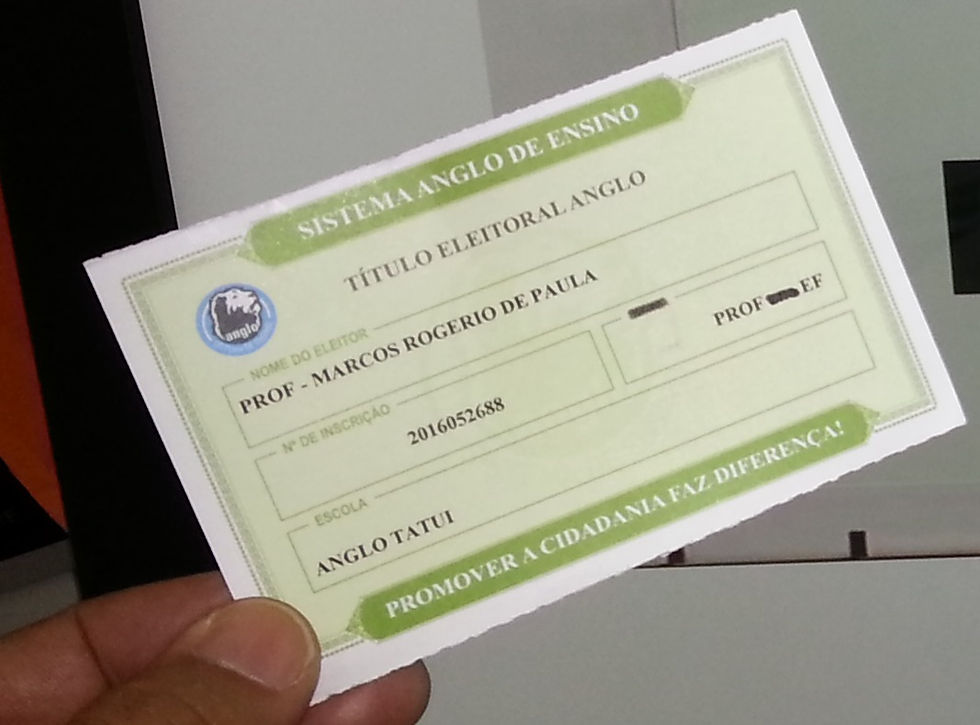 SISTEMA ANGLO DE ENSINO
TÍTULO ELEITORAL ANGLO
anglo
NOME DO ELEITOR
PROF - MARCOS ROGERIO DE PAULA
Nº DE INSCRIÇÃO
2016052688
PROF EF
ESCOLA
ANGLO TATUI
PROMOVER A CIDADANIA FAZ DIFERENÇA!